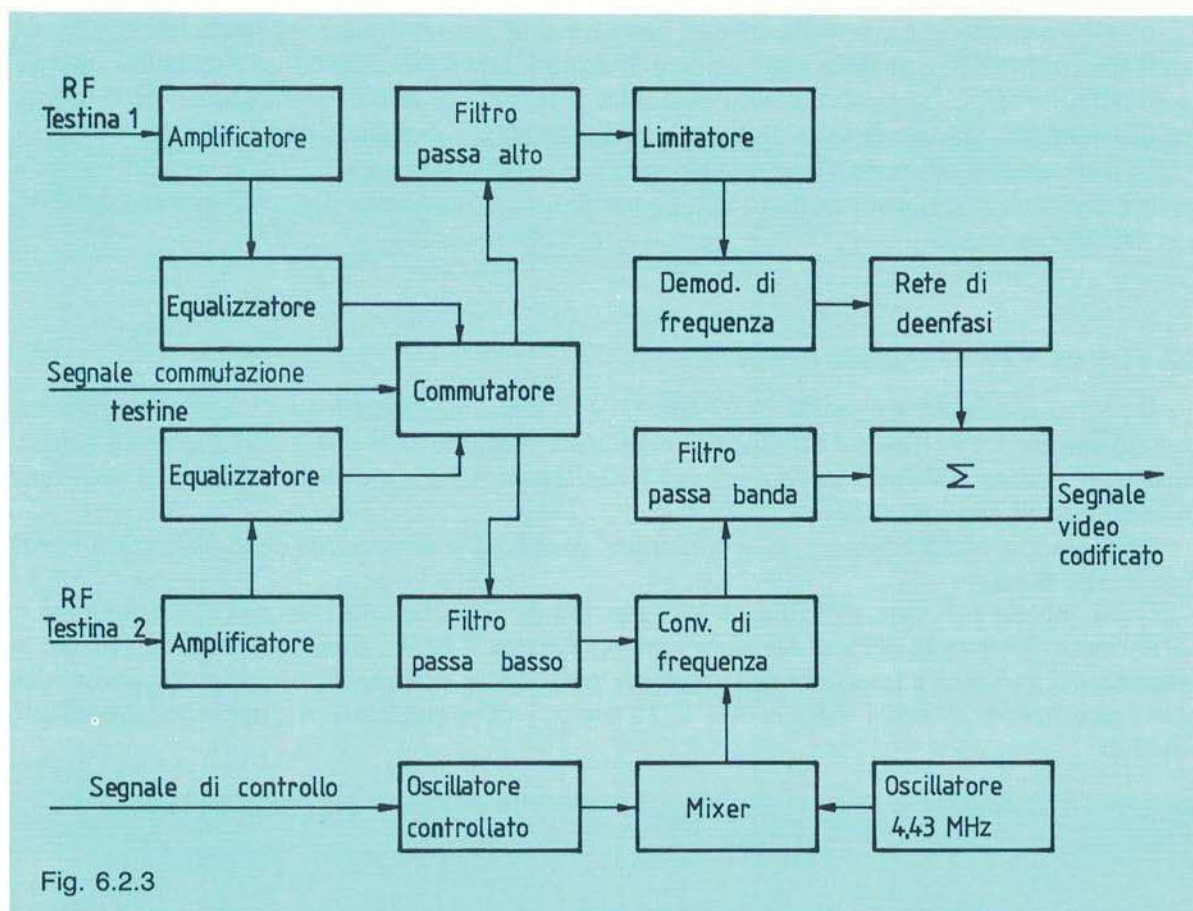 RF
Testina 1
Amplificatore
Filtro
passa alto
Limitatore
Equalizzatore
Demod. di
frequenza
Rete di
deenfasi
Segnale commutazione
testine
Commutatore
Equalizzatore
Filtro
passa banda
Σ
Segnale
video
codificato
RF
Testina 2
Amplificatore
Filtro
passa basso
Conv. di
frequenza
Segnale di controllo
Oscillatore
controllato
Mixer
Oscillatore
4,43 MHz
Fig. 6.2.3